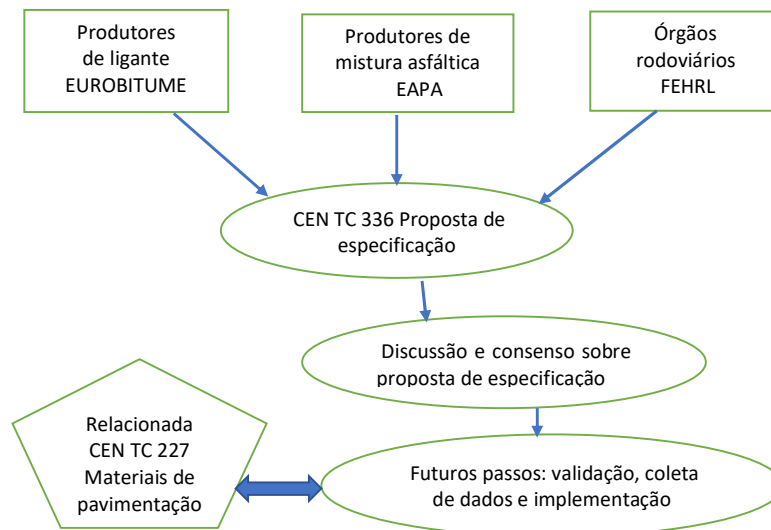 Produtores
de ligante
EUROBITUME
Produtores de
mistura asfáltica
EAPA
Órgãos
rodoviários
FEHRL
CEN TC 336 Proposta de
especificação
Discussão e consenso sobre
proposta de especificação
Relacionada
CEN TC 227
Materiais de
pavimentação
Futuros passos: validação, coleta
de dados e implementação